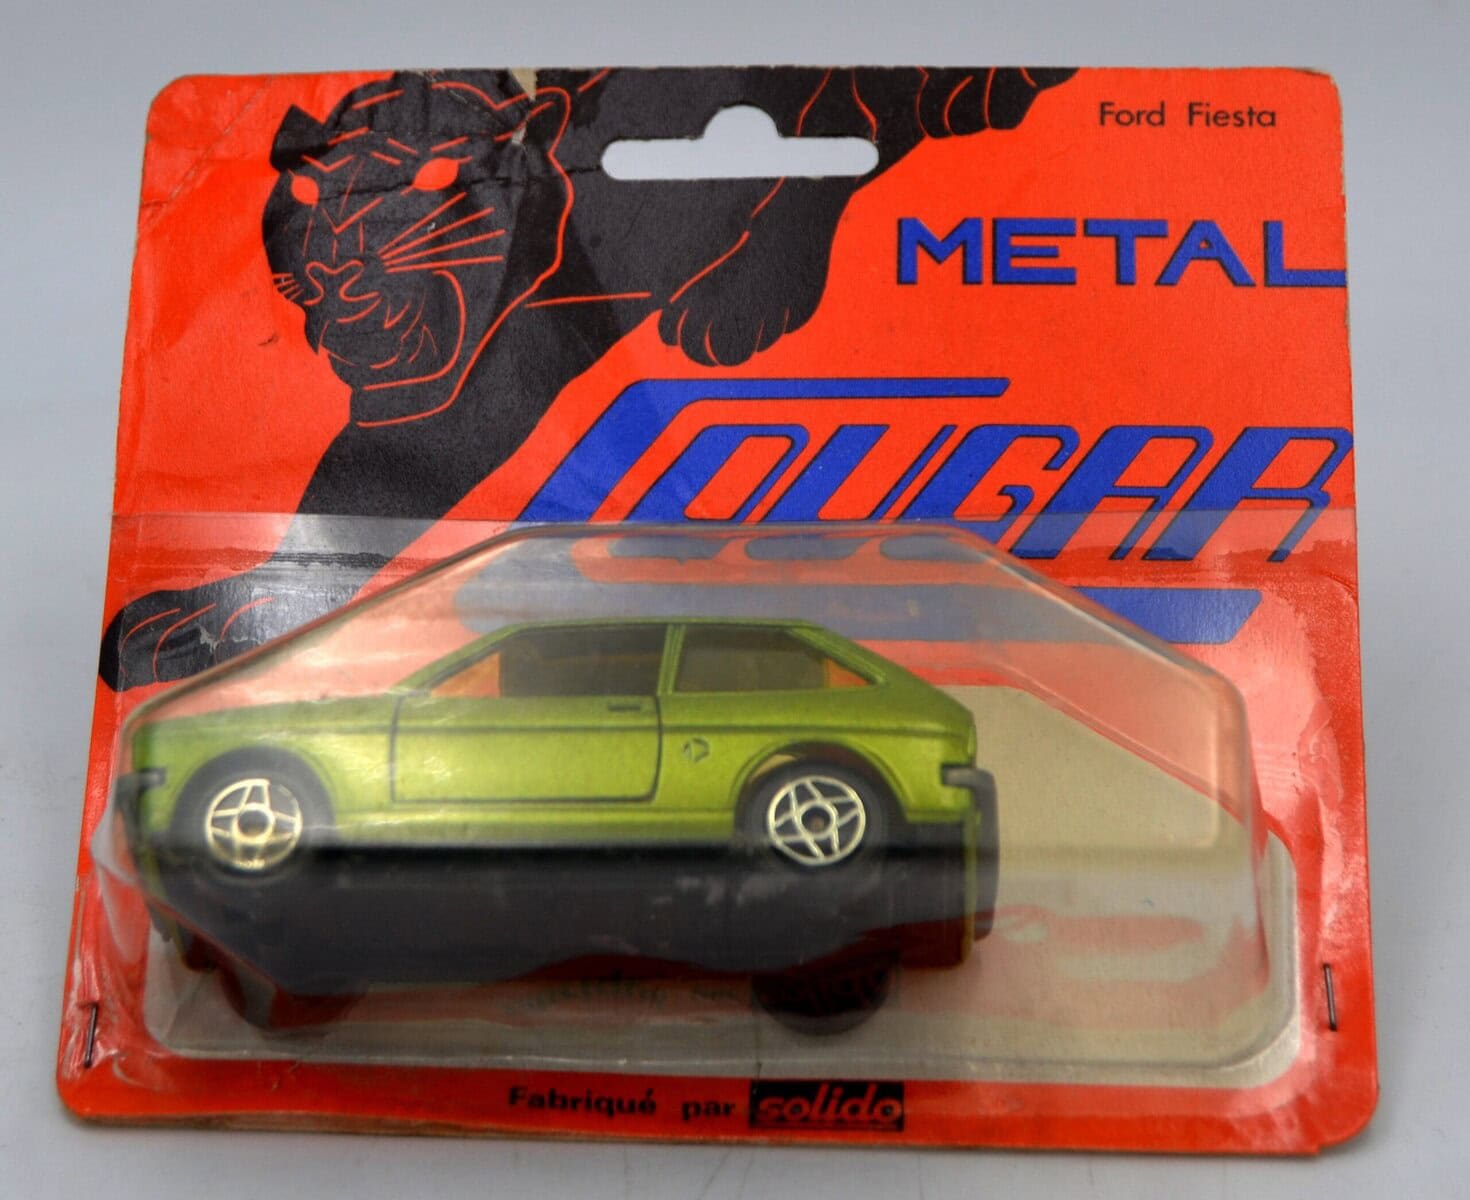 Ford Fiesta
METAL
COUGAR
Fabriqué par solido